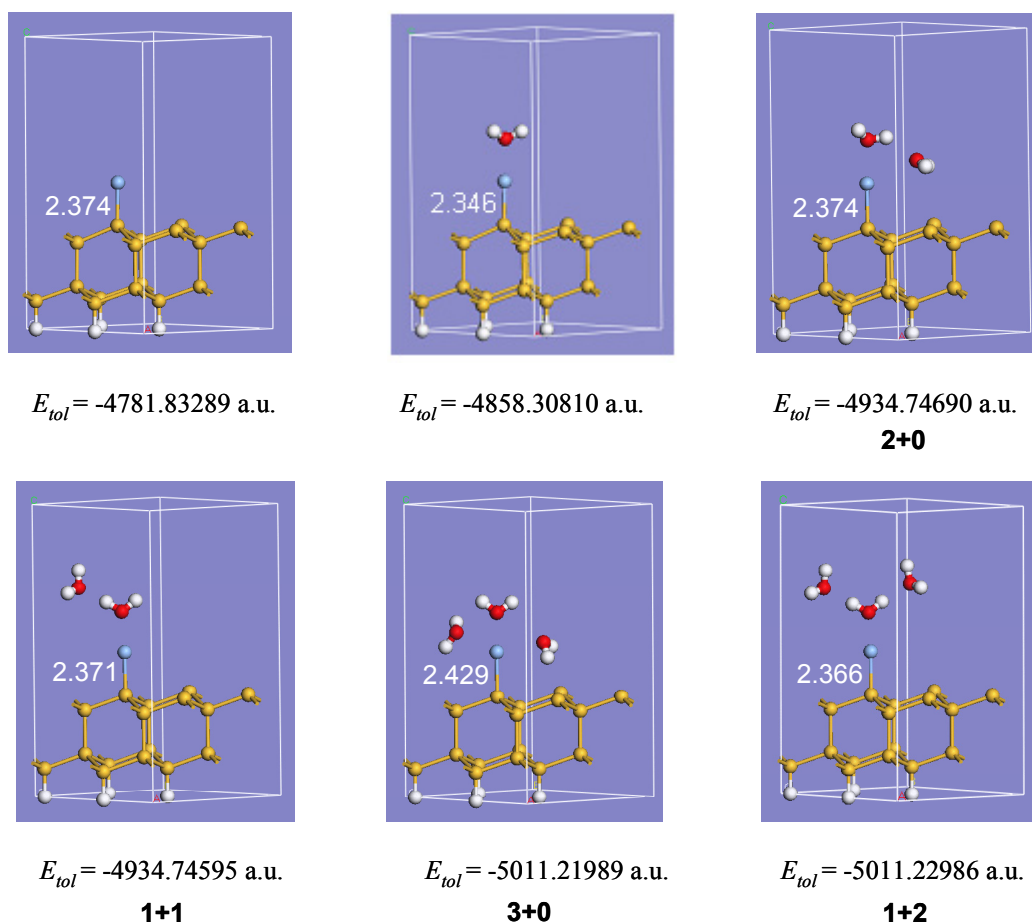 2.374
2.346
2.374
E_tol = -4781.83289 a.u.
E_tol = -4858.30810 a.u.
E_tol = -4934.74690 a.u.
2+0
2.371
2.429
2.366
E_tol = -4934.74595 a.u.
E_tol = -5011.21989 a.u.
E_tol = -5011.22986 a.u.
1+1
3+0
1+2